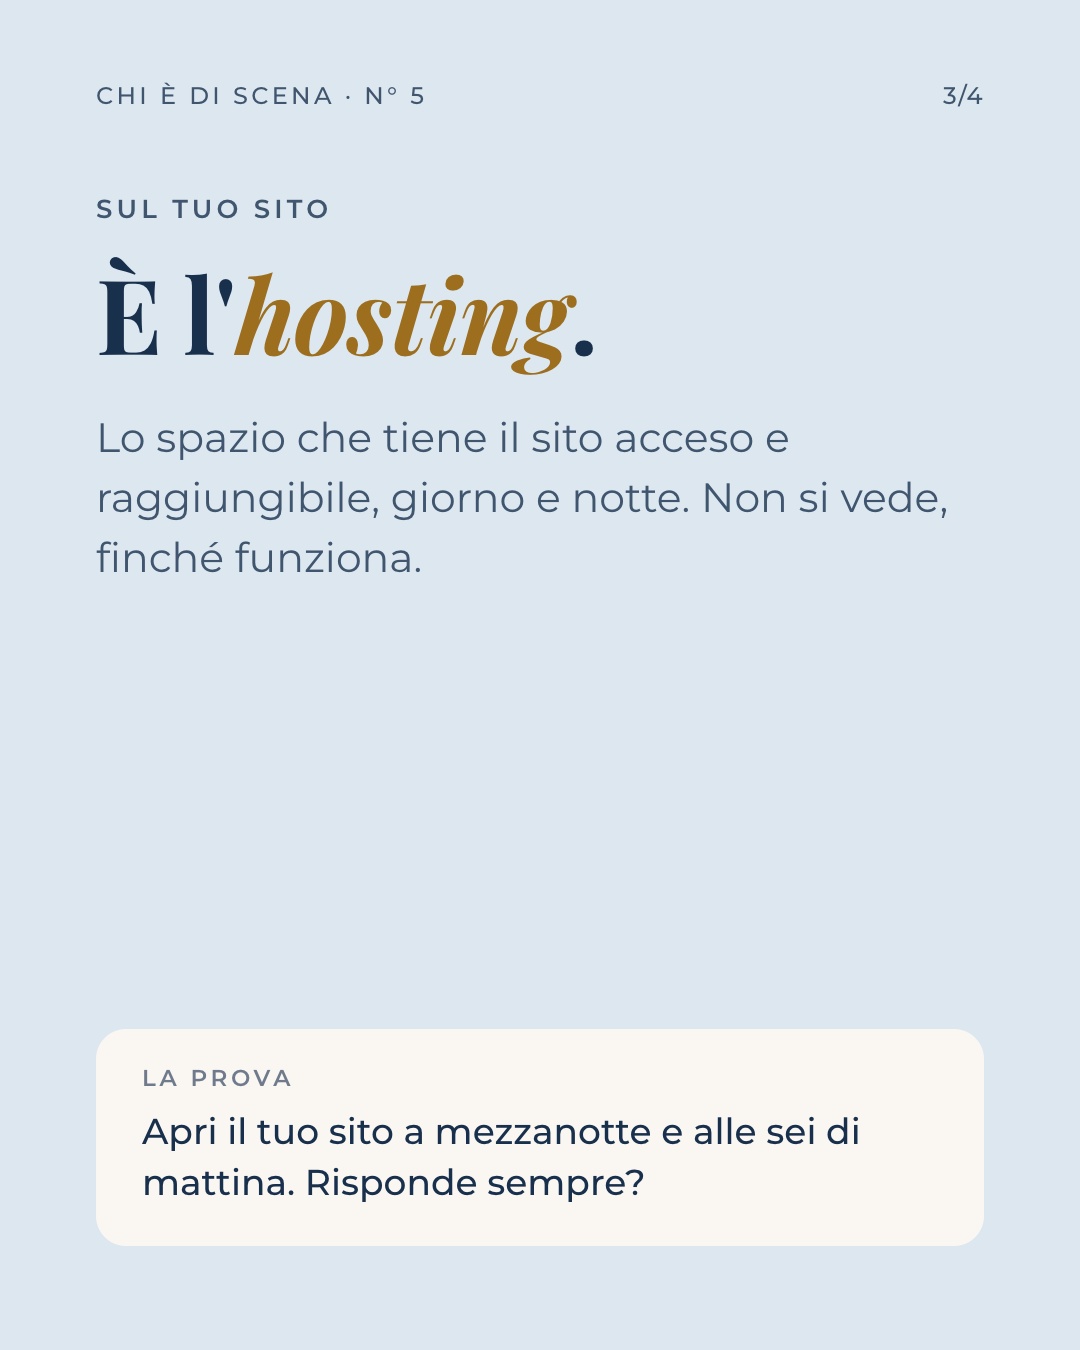 CHI È DI SCENA · N° 5
3/4
SUL TUO SITO
È l'hosting.
Lo spazio che tiene il sito acceso e
raggiungibile, giorno e notte. Non si vede,
finché funziona.
LA PROVA
Apri il tuo sito a mezzanotte e alle sei di
mattina. Risponde sempre?